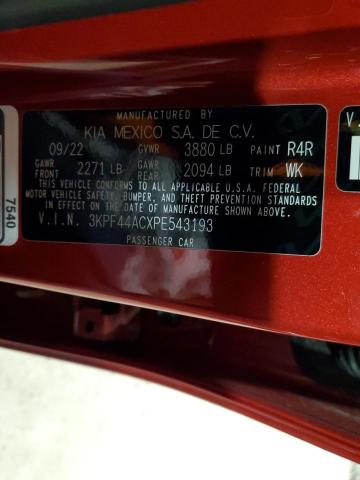 MANUFACTURED BY
KIA MEXICO S.A. DE C.V.
09/22 GVWR 3880 LB PAINT R4R
GAWR FRONT 2271 LB GAWR REAR 2094 LB TRIM WK
THIS VEHICLE CONFORMS TO ALL APPLICABLE U.S.A. FEDERAL
MOTOR VEHICLE SAFETY, BUMPER, AND THEFT PREVENTION
STANDARDS IN EFFECT ON THE DATE OF MANUFACTURE SHOWN ABOVE.
V.I.N. 3KPF44ACXPE543193
PASSENGER CAR
7540
V.